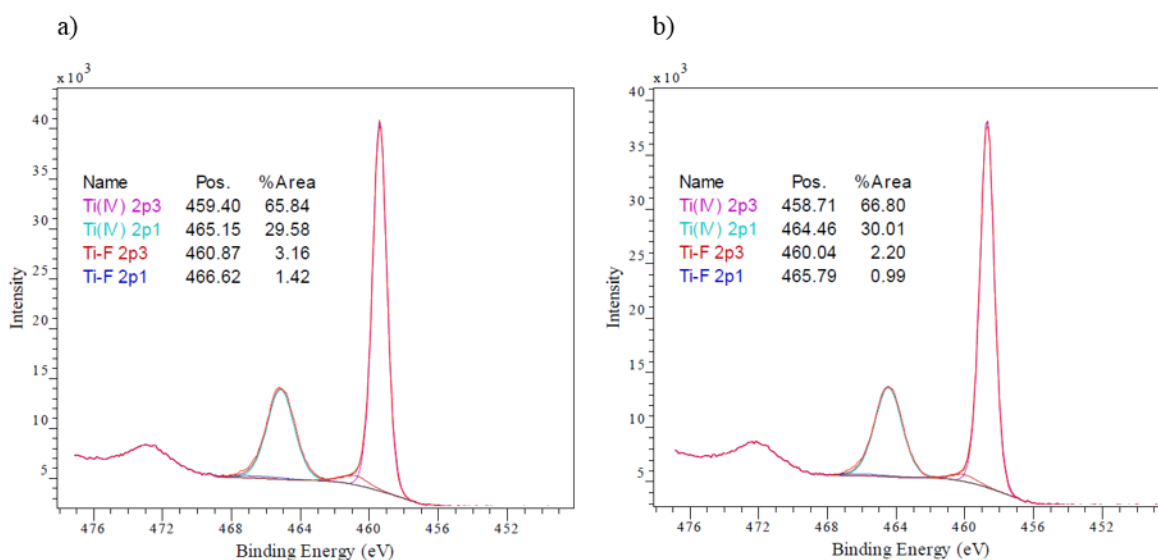 a)
x 10³
40
35
30
25
20
15
10
5
Intensity
Name Pos. %Area
Ti(IV) 2p3 459.40 65.84
Ti(IV) 2p1 465.15 29.58
Ti-F 2p3 460.87 3.16
Ti-F 2p1 466.62 1.42
476 472 468 464 460 456 452
Binding Energy (eV)
b)
x 10³
40
35
30
25
20
15
10
5
Intensity
Name Pos. %Area
Ti(IV) 2p3 458.71 66.80
Ti(IV) 2p1 464.46 30.01
Ti-F 2p3 460.04 2.20
Ti-F 2p1 465.79 0.99
476 472 468 464 460 456 452
Binding Energy (eV)